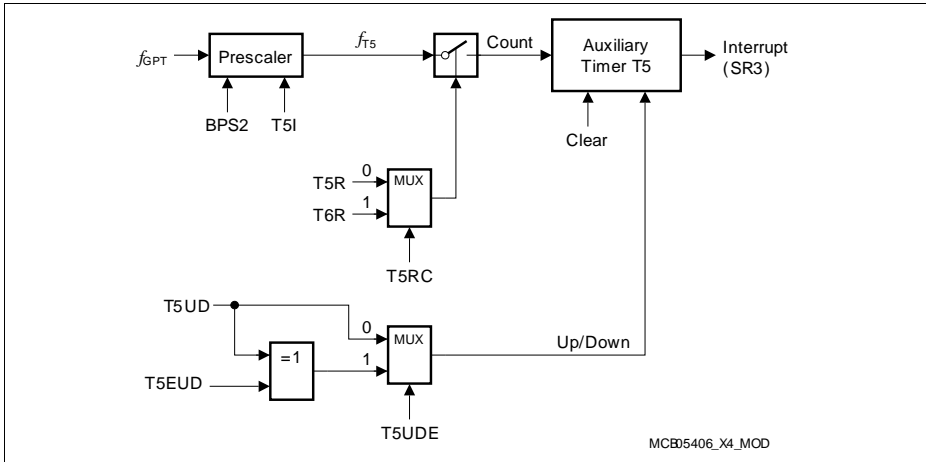 fGPT
Prescaler
fT5
Count
Auxiliary
Timer T5
Interrupt
(SR3)
BPS2
T5I
Clear
T5R
0
MUX
T6R
1
T5RC
T5UD
0
MUX
=1
1
Up/Down
T5EUD
T5UDE
MCB05406_X4_MOD